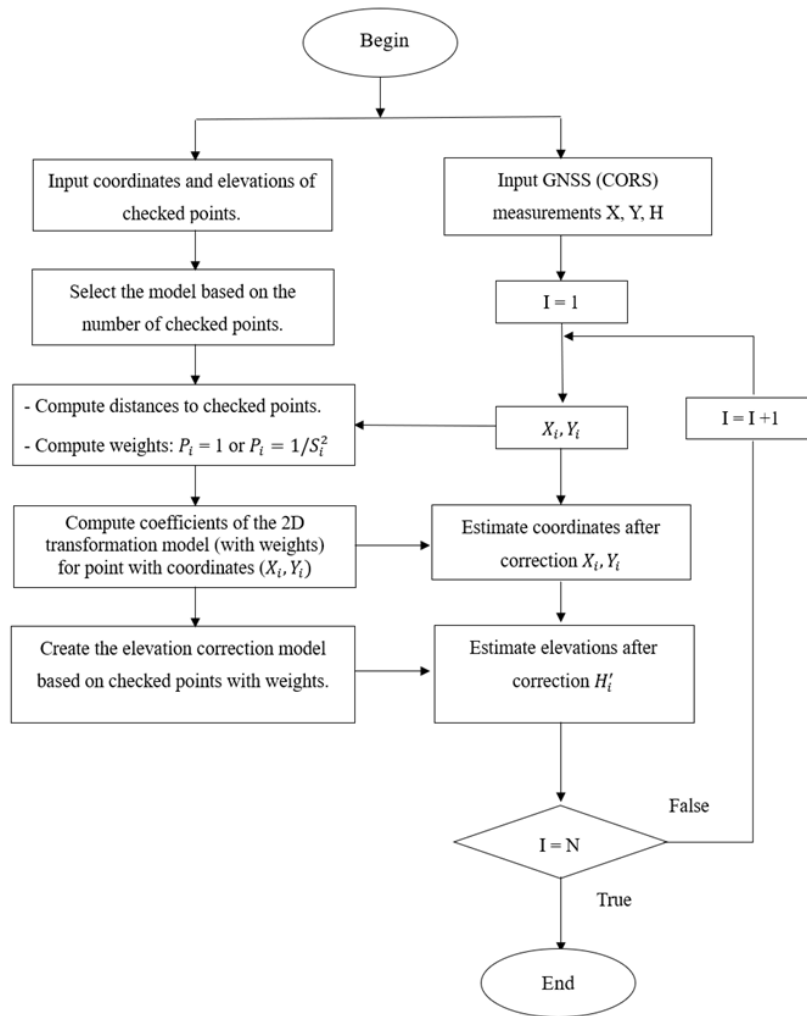 Begin
Input coordinates and elevations of
checked points.
Input GNSS (CORS)
measurements X, Y, H
Select the model based on the
number of checked points.
I = 1
- Compute distances to checked points.
- Compute weights: $P_i = 1$ or $P_i = 1/S_i^2$
$X_i, Y_i$
I = I +1
Compute coefficients of the 2D
transformation model (with weights)
for point with coordinates ($X_i, Y_i$)
Estimate coordinates after
correction $X_i, Y_i$
Create the elevation correction model
based on checked points with weights.
Estimate elevations after
correction $H_i'$
False
I = N
True
End